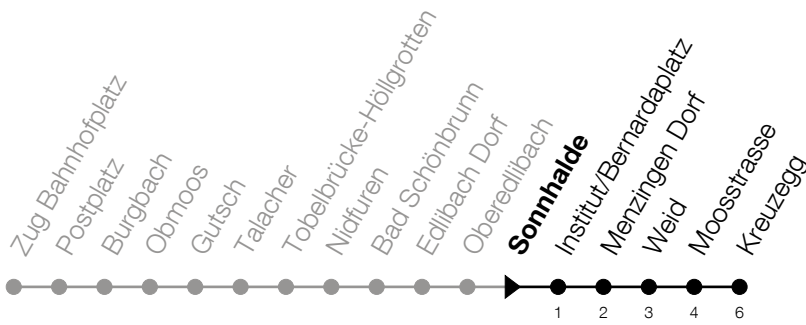 Zug Bahnhofplatz
Postplatz
Burgbach
Obmoos
Gutsch
Talacher
Tobelbrücke-Höllgrotten
Nidfuren
Bad Schönbrunn
Edlibach Dorf
Oberedlibach
Sonnhalde
Institut/Bernardaplatz
Menzingen Dorf
Weid
Moosstrasse
Kreuzegg
1 2 3 4 6